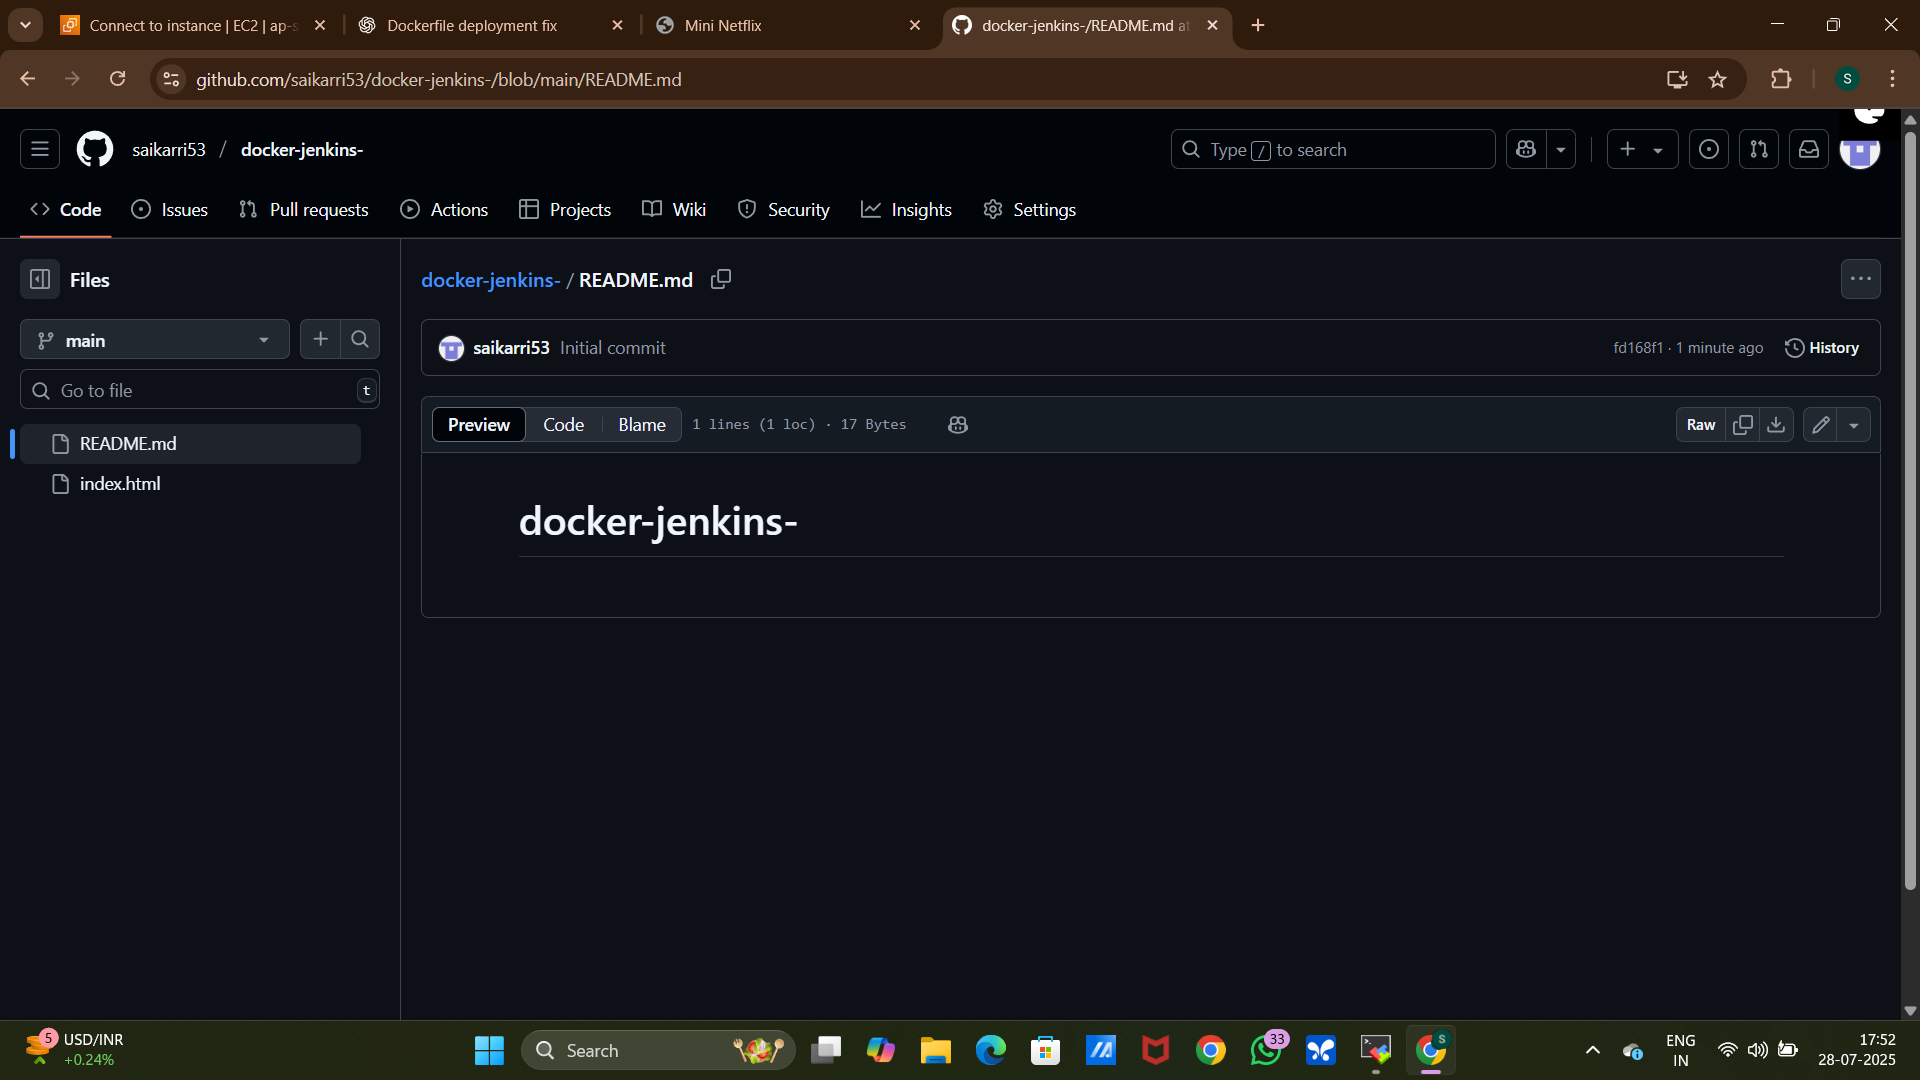 Connect to instance | EC2 | ap-s
Dockerfile deployment fix
Mini Netflix
docker-jenkins-/README.md at
github.com/saikarri53/docker-jenkins-/blob/main/README.md
S
saikarri53 / docker-jenkins-
Type / to search
Code
Issues
Pull requests
Actions
Projects
Wiki
Security
Insights
Settings
Files
docker-jenkins- / README.md
main
saikarri53 Initial commit
fd168f1 · 1 minute ago
History
Go to file
t
Preview
Code
Blame
1 lines (1 loc) · 17 Bytes
Raw
README.md
index.html
docker-jenkins-
5
USD/INR
+0.24%
Search
33
S
ENG
IN
17:52
28-07-2025